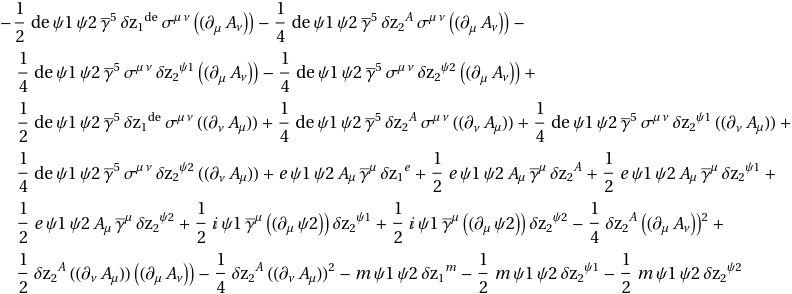 −1/2 de ψ1 ψ2 γ̅⁵ δz₁^de σ^μν ((∂_μ A_ν)) − 1/4 de ψ1 ψ2 γ̅⁵ δz₂^A σ^μν ((∂_μ A_ν)) −
1/4 de ψ1 ψ2 γ̅⁵ σ^μν δz₂^ψ1 ((∂_μ A_ν)) − 1/4 de ψ1 ψ2 γ̅⁵ σ^μν δz₂^ψ2 ((∂_μ A_ν)) +
1/2 de ψ1 ψ2 γ̅⁵ δz₁^de σ^μν ((∂_ν A_μ)) + 1/4 de ψ1 ψ2 γ̅⁵ δz₂^A σ^μν ((∂_ν A_μ)) + 1/4 de ψ1 ψ2 γ̅⁵ σ^μν δz₂^ψ1 ((∂_ν A_μ)) +
1/4 de ψ1 ψ2 γ̅⁵ σ^μν δz₂^ψ2 ((∂_ν A_μ)) + e ψ1 ψ2 A_μ γ̅^μ δz₁^e + 1/2 e ψ1 ψ2 A_μ γ̅^μ δz₂^A + 1/2 e ψ1 ψ2 A_μ γ̅^μ δz₂^ψ1 +
1/2 e ψ1 ψ2 A_μ γ̅^μ δz₂^ψ2 + 1/2 i ψ1 γ̅^μ ((∂_μ ψ2)) δz₂^ψ1 + 1/2 i ψ1 γ̅^μ ((∂_μ ψ2)) δz₂^ψ2 − 1/4 δz₂^A ((∂_μ A_ν))² +
1/2 δz₂^A ((∂_ν A_μ)) ((∂_μ A_ν)) − 1/4 δz₂^A ((∂_ν A_μ))² − m ψ1 ψ2 δz₁^m − 1/2 m ψ1 ψ2 δz₂^ψ1 − 1/2 m ψ1 ψ2 δz₂^ψ2